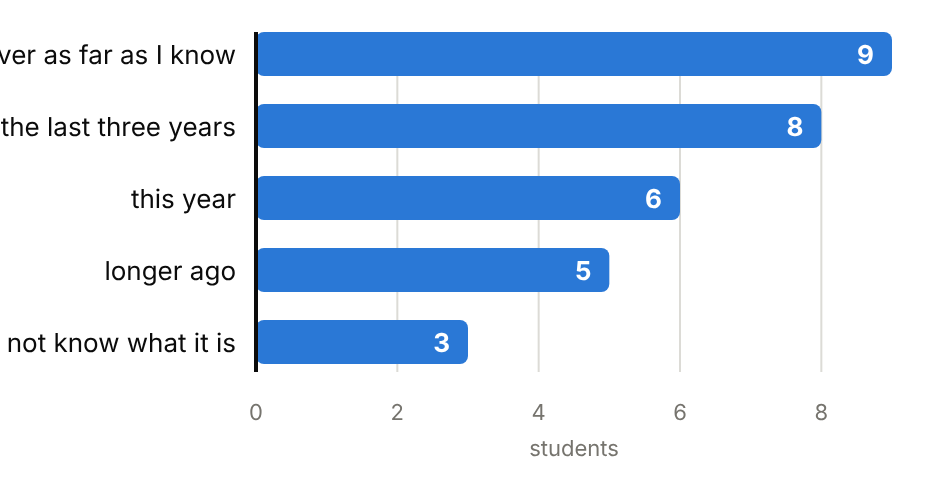 as far as I know
9
the last three years
8
this year
6
longer ago
5
not know what it is
3
0 2 4 6 8
students